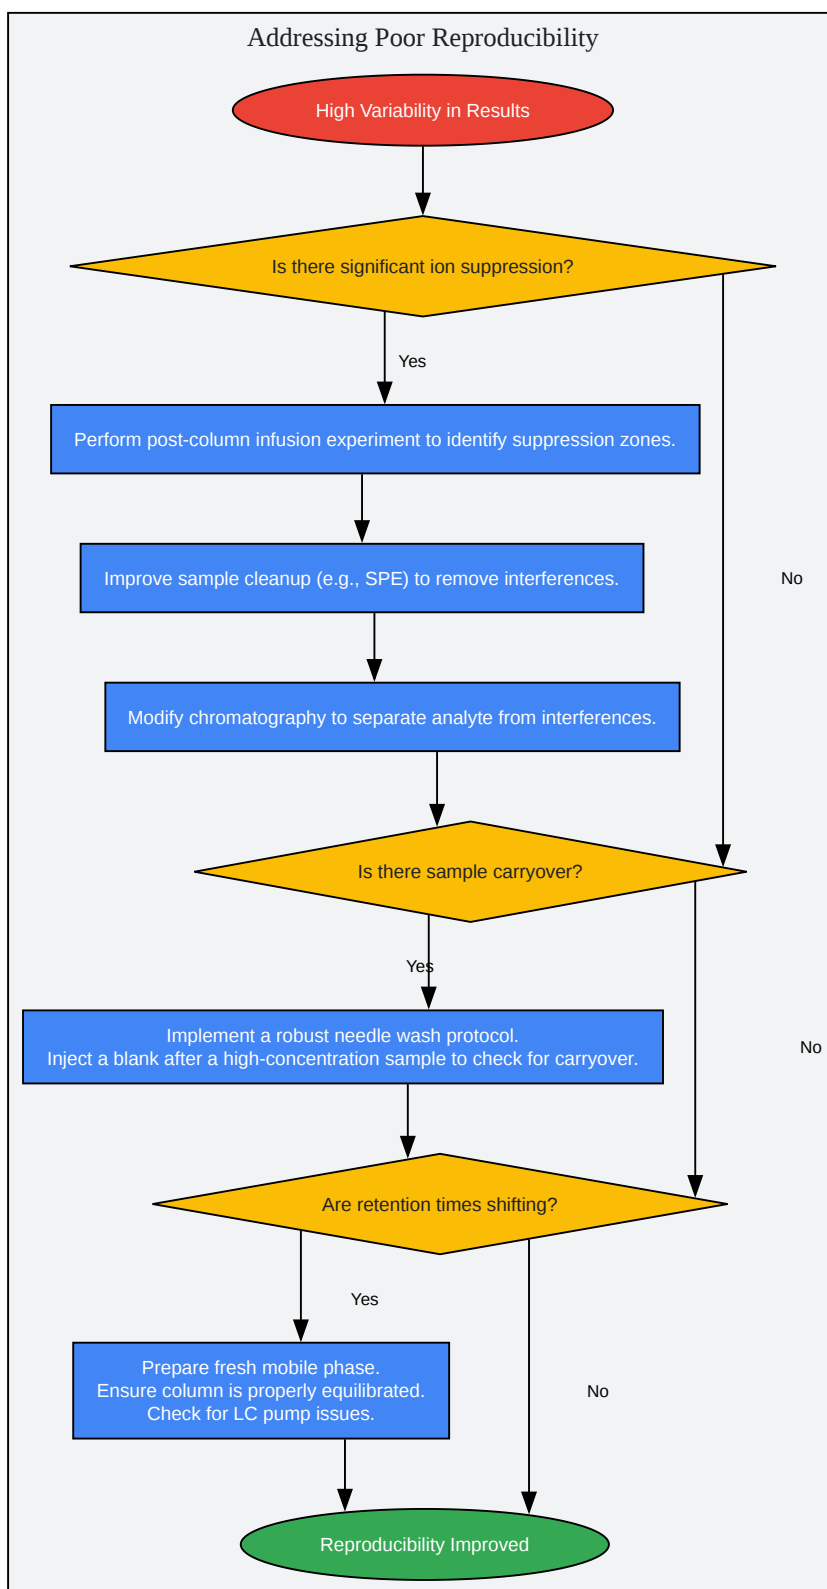 Addressing Poor Reproducibility
High Variability in Results
Is there significant ion suppression?
Yes
Perform post-column infusion experiment to identify suppression zones.
Improve sample cleanup (e.g., SPE) to remove interferences.
No
Modify chromatography to separate analyte from interferences.
Is there sample carryover?
Yes
Implement a robust needle wash protocol.
Inject a blank after a high-concentration sample to check for carryover.
No
Are retention times shifting?
Yes
Prepare fresh mobile phase.
Ensure column is properly equilibrated.
Check for LC pump issues.
No
Reproducibility Improved